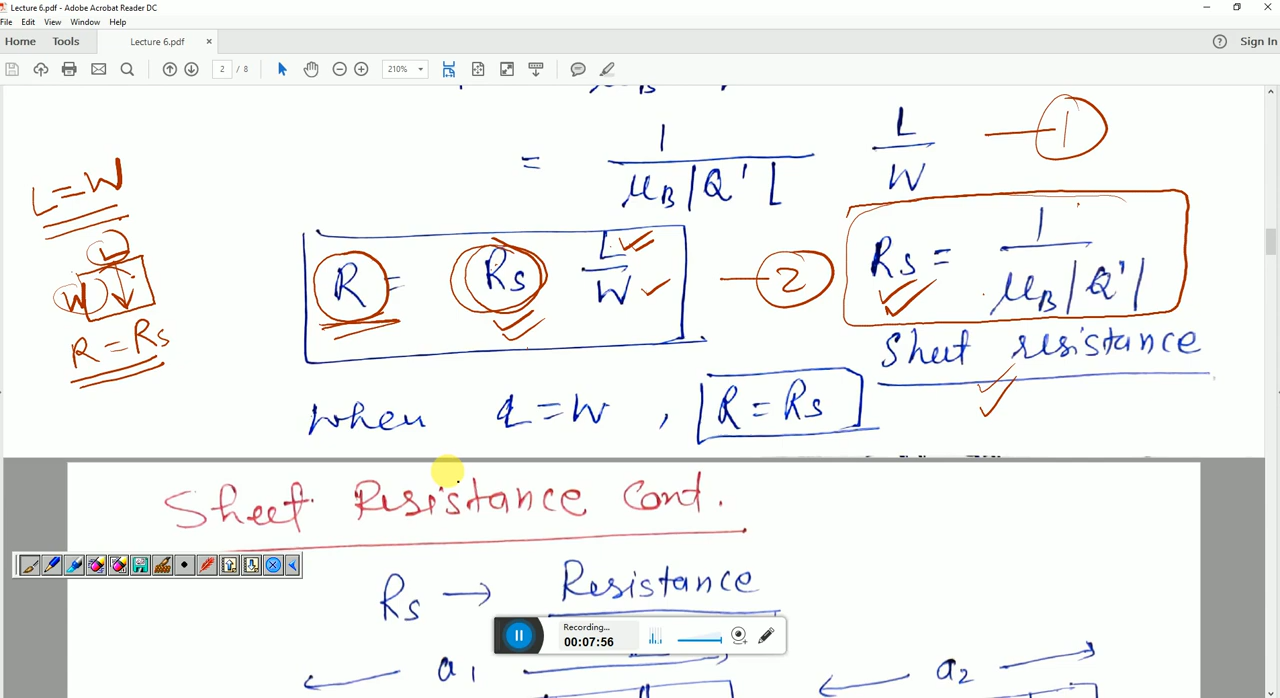 Lecture 6.pdf - Adobe Acrobat Reader DC
File Edit View Window Help
Home Tools Lecture 6.pdf × Sign In
2 / 8 210%
μB
= 1 / μB|Q'| L / W — 1
L = W
L
W
R = Rs
R = Rs L / W — 2
Rs = 1 / μB|Q'|
Sheet resistance
when L = W , R = Rs
Sheet Resistance Cont.
Rs → Resistance
Recording...
00:07:56
a1 a2